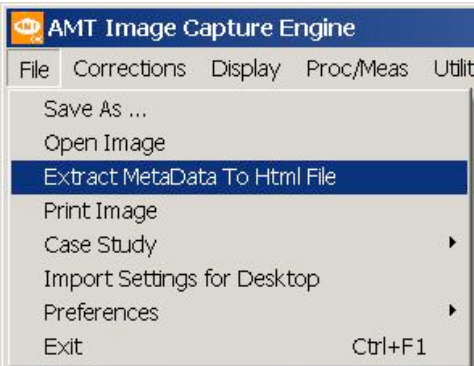 AMT Image Capture Engine
File Corrections Display Proc/Meas Utilit
Save As ...
Open Image
Extract MetaData To Html File
Print Image
Case Study
Import Settings for Desktop
Preferences
Exit Ctrl+F1